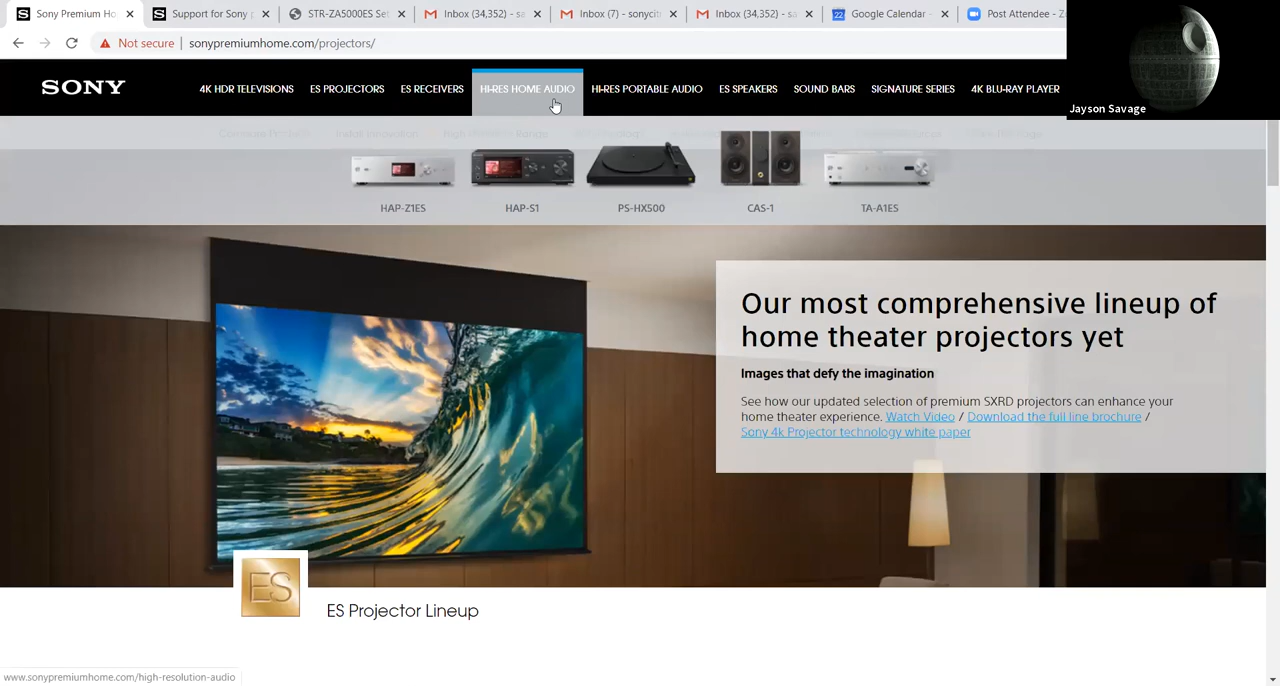 Sony Premium Ho
Support for Sony p
STR-ZA5000ES Set
Inbox (34,352) - sa
Inbox (7) - sonycit
Inbox (34,352) - sa
22 Google Calendar -
Post Attendee - Z
Not secure | sonypremiumhome.com/projectors/
Jayson Savage
SONY
4K HDR TELEVISIONS
ES PROJECTORS
ES RECEIVERS
HI-RES HOME AUDIO
HI-RES PORTABLE AUDIO
ES SPEAKERS
SOUND BARS
SIGNATURE SERIES
4K BLU-RAY PLAYER
HAP-Z1ES
HAP-S1
PS-HX500
CAS-1
TA-A1ES
Our most comprehensive lineup of
home theater projectors yet
Images that defy the imagination
See how our updated selection of premium SXRD projectors can enhance your
home theater experience. Watch Video / Download the full line brochure /
Sony 4k Projector technology white paper
ES
ES Projector Lineup
www.sonypremiumhome.com/high-resolution-audio